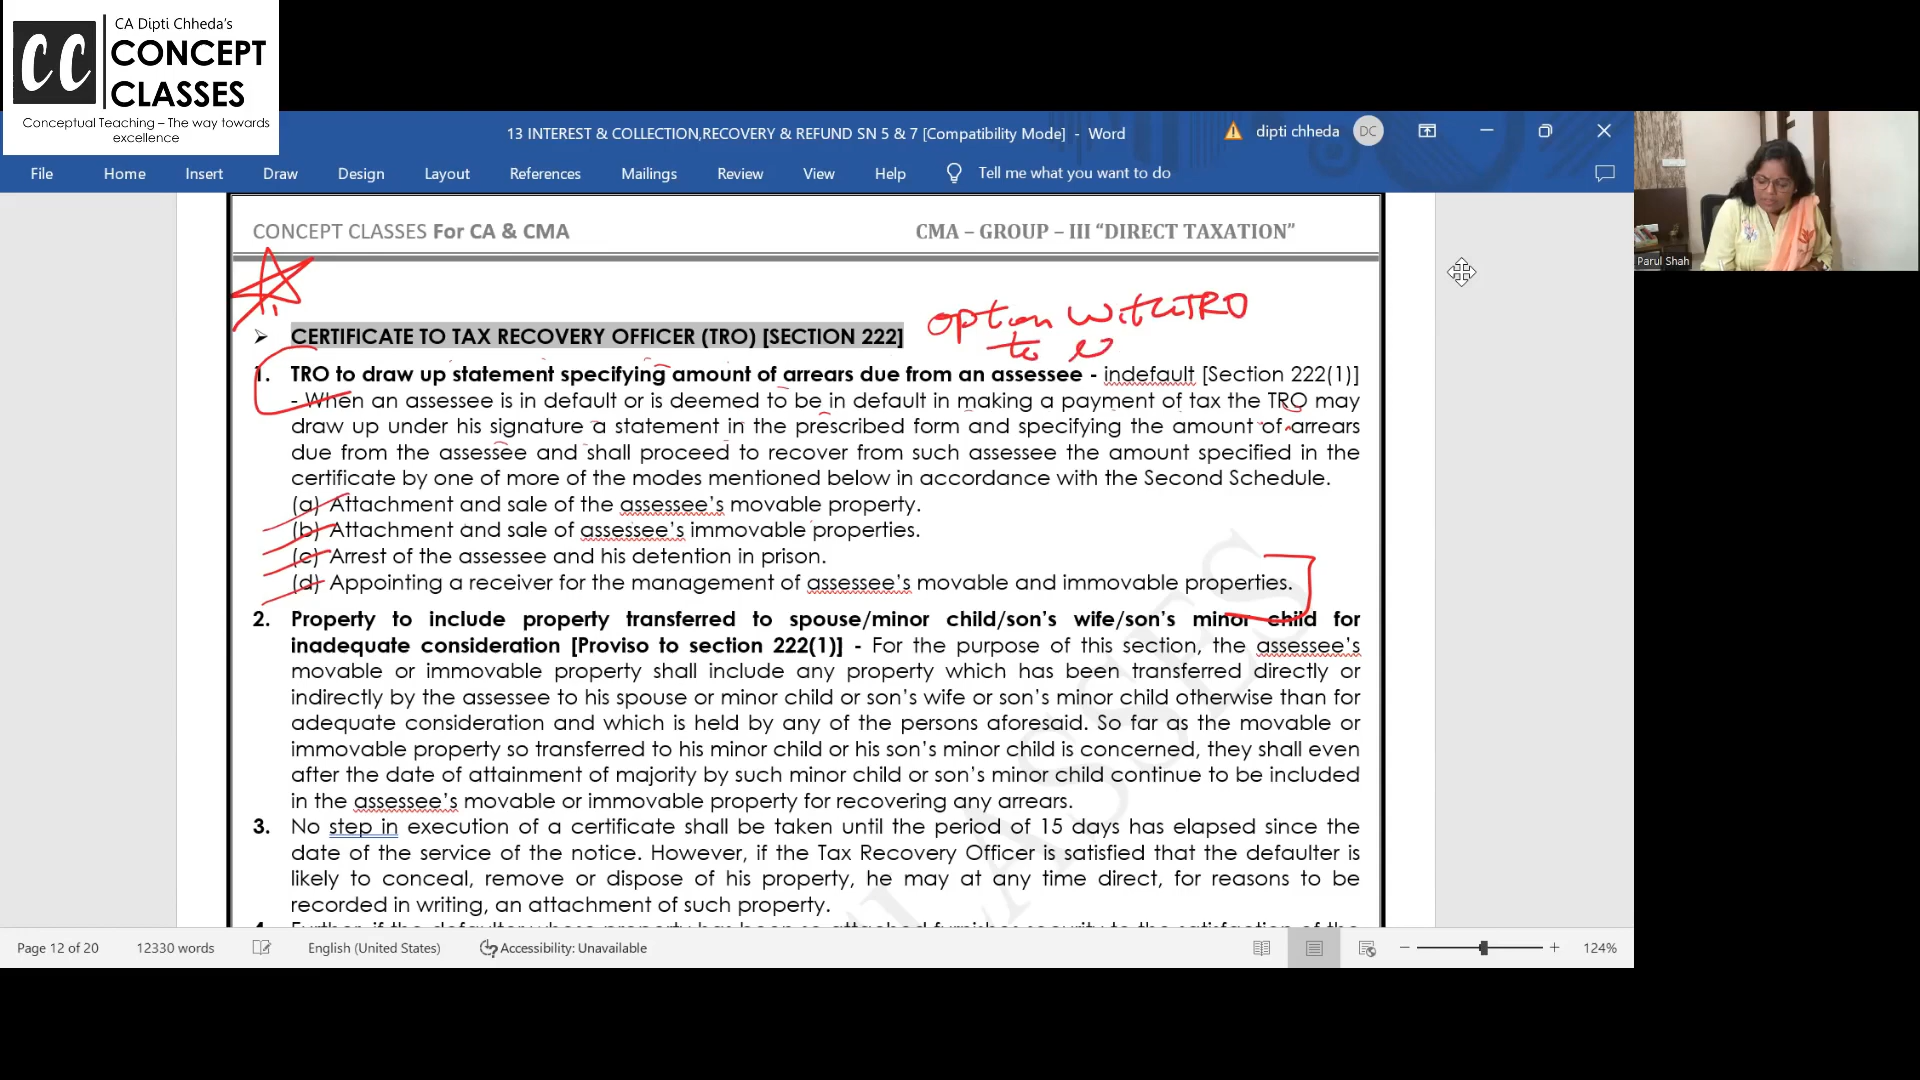 CA Dipti Chheda's
CC CONCEPT
CLASSES
Conceptual Teaching – The way towards
excellence
13 INTEREST & COLLECTION,RECOVERY & REFUND SN 5 & 7 [Compatibility Mode] - Word
dipti chheda DC
File Home Insert Draw Design Layout References Mailings Review View Help Tell me what you want to do
Parul Shah
CONCEPT CLASSES For CA & CMA CMA – GROUP – III “DIRECT TAXATION”
option with TRO
to
➢ CERTIFICATE TO TAX RECOVERY OFFICER (TRO) [SECTION 222]
1. TRO to draw up statement specifying amount of arrears due from an assessee - indefault [Section 222(1)]
- When an assessee is in default or is deemed to be in default in making a payment of tax the TRO may
draw up under his signature a statement in the prescribed form and specifying the amount of arrears
due from the assessee and shall proceed to recover from such assessee the amount specified in the
certificate by one of more of the modes mentioned below in accordance with the Second Schedule.
(a) Attachment and sale of the assessee’s movable property.
(b) Attachment and sale of assessee’s immovable properties.
(c) Arrest of the assessee and his detention in prison.
(d) Appointing a receiver for the management of assessee’s movable and immovable properties.
2. Property to include property transferred to spouse/minor child/son’s wife/son’s minor child for
inadequate consideration [Proviso to section 222(1)] - For the purpose of this section, the assessee’s
movable or immovable property shall include any property which has been transferred directly or
indirectly by the assessee to his spouse or minor child or son’s wife or son’s minor child otherwise than for
adequate consideration and which is held by any of the persons aforesaid. So far as the movable or
immovable property so transferred to his minor child or his son’s minor child is concerned, they shall even
after the date of attainment of majority by such minor child or son’s minor child continue to be included
in the assessee’s movable or immovable property for recovering any arrears.
3. No step in execution of a certificate shall be taken until the period of 15 days has elapsed since the
date of the service of the notice. However, if the Tax Recovery Officer is satisfied that the defaulter is
likely to conceal, remove or dispose of his property, he may at any time direct, for reasons to be
recorded in writing, an attachment of such property.
CLASSES
Page 12 of 20 12330 words English (United States) Accessibility: Unavailable 124%